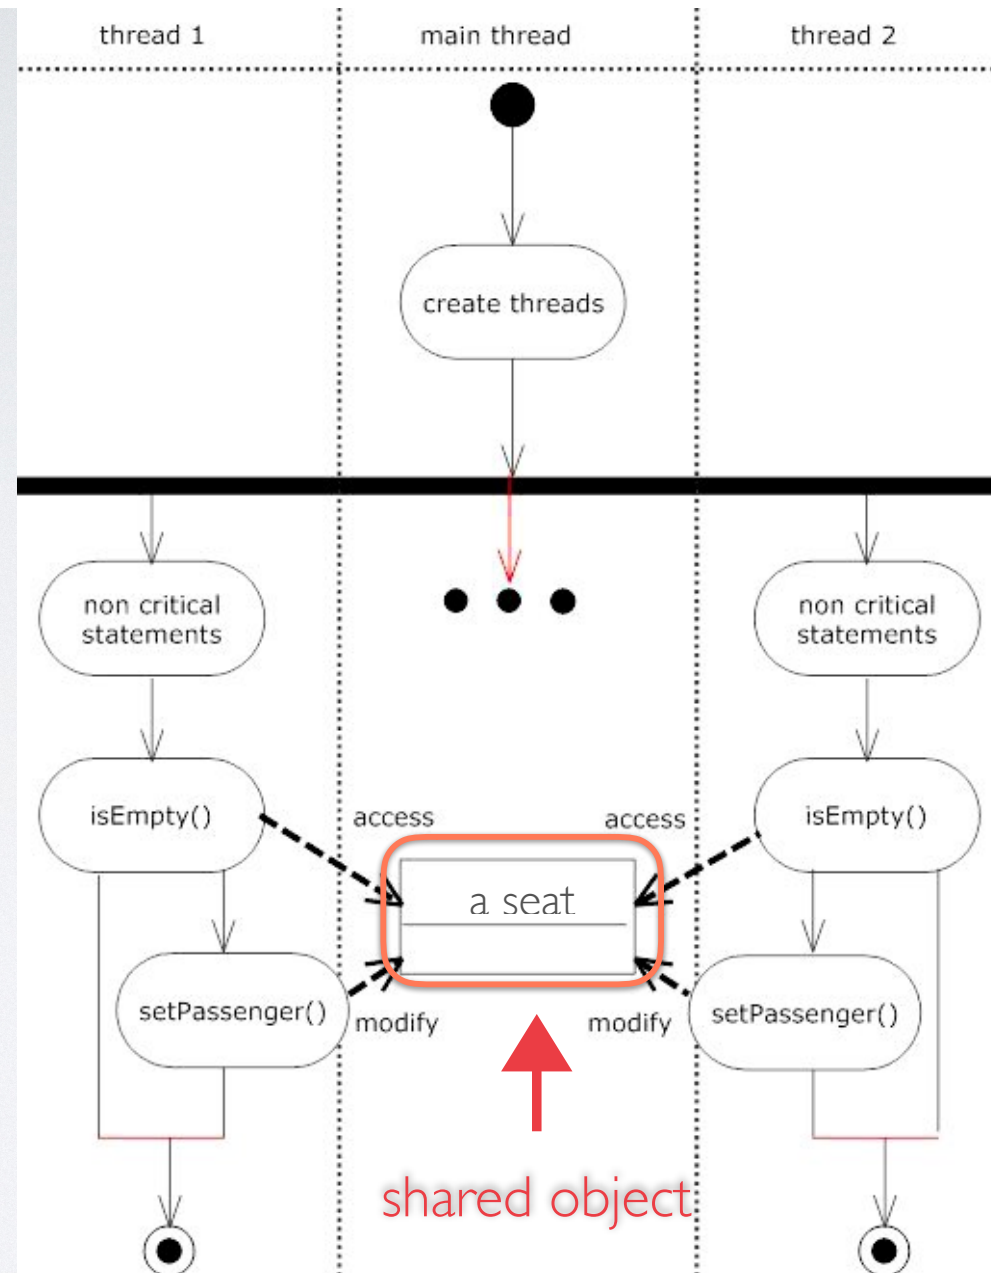 thread 1
main thread
thread 2
create threads
non critical
statements
non critical
statements
isEmpty()
isEmpty()
access
access
a seat
setPassenger()
setPassenger()
modify
modify
shared object